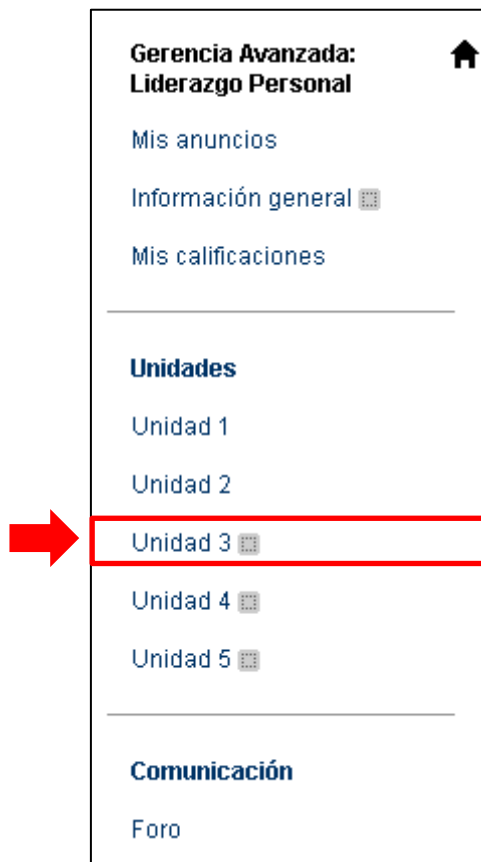 Gerencia Avanzada:
Liderazgo Personal
Mis anuncios
Información general
Mis calificaciones
Unidades
Unidad 1
Unidad 2
Unidad 3
Unidad 4
Unidad 5
Comunicación
Foro